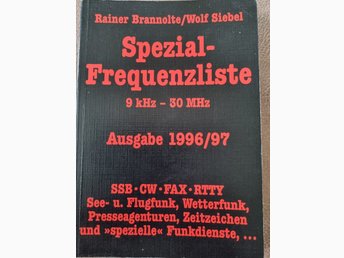 Rainer Brannolte/Wolf Siebel
Spezial-
Frequenzliste
9 kHz – 30 MHz
Ausgabe 1996/97
SSB · CW · FAX · RTTY
See- u. Flugfunk, Wetterfunk,
Presseagenturen, Zeitzeichen
und »spezielle« Funkdienste, ...